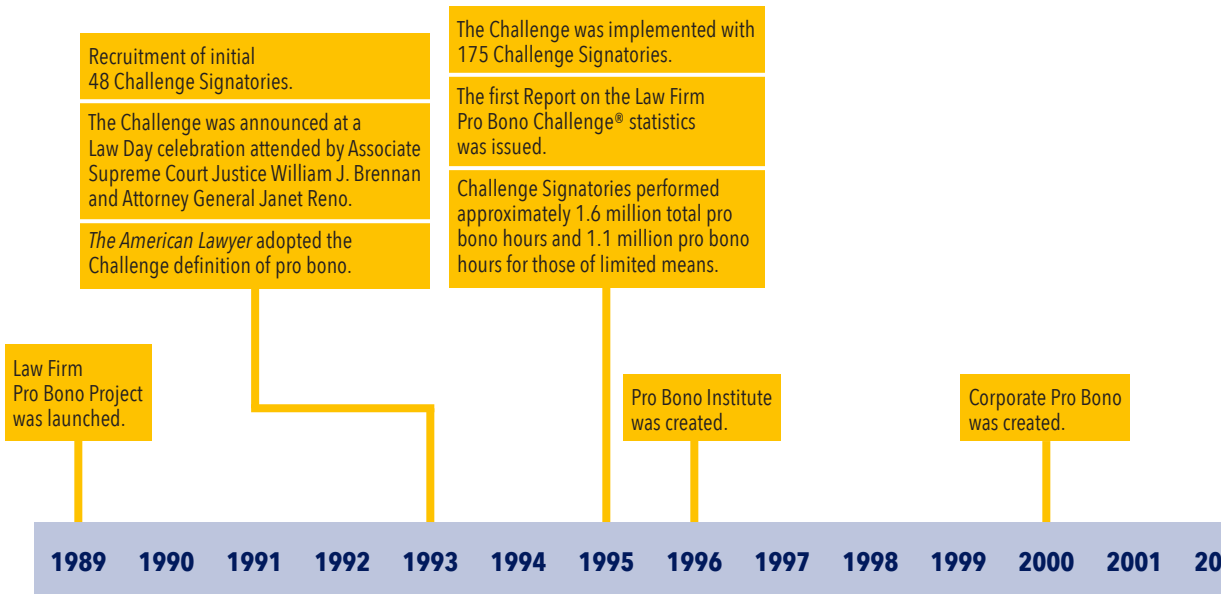 Recruitment of initial
48 Challenge Signatories.
The Challenge was announced at a
Law Day celebration attended by Associate
Supreme Court Justice William J. Brennan
and Attorney General Janet Reno.
The American Lawyer adopted the
Challenge definition of pro bono.
The Challenge was implemented with
175 Challenge Signatories.
The first Report on the Law Firm
Pro Bono Challenge® statistics
was issued.
Challenge Signatories performed
approximately 1.6 million total pro
bono hours and 1.1 million pro bono
hours for those of limited means.
Law Firm
Pro Bono Project
was launched.
Pro Bono Institute
was created.
Corporate Pro Bono
was created.
1989 1990 1991 1992 1993 1994 1995 1996 1997 1998 1999 2000 2001 20